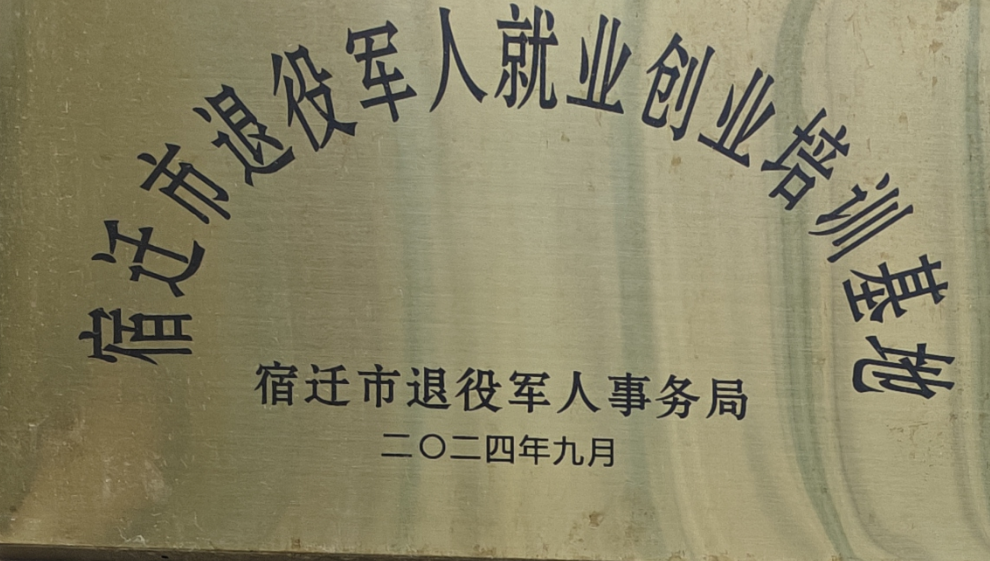 宿迁市退役军人就业创业培训基地
宿迁市退役军人事务局
二〇二四年九月